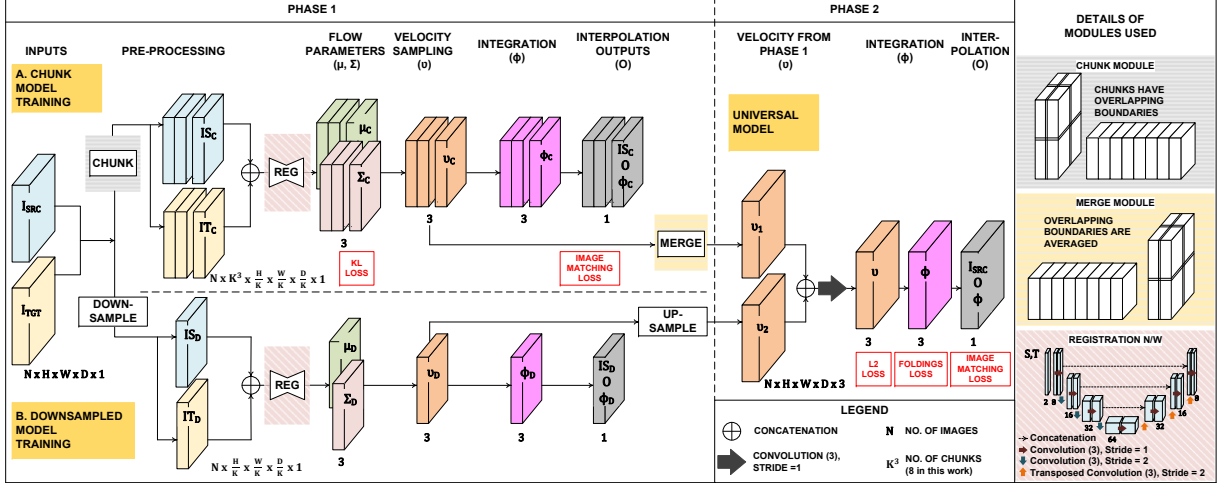 PHASE 1
INPUTS
PRE-PROCESSING
FLOW
PARAMETERS
(μ, Σ)
VELOCITY
SAMPLING
(υ)
INTEGRATION
(ϕ)
INTERPOLATION
OUTPUTS
(O)
A. CHUNK
MODEL
TRAINING
CHUNK
I_SRC
I_TGT
N x H x W x D x 1
DOWN-
SAMPLE
IS_C
IT_C
N x K³ x H/K x W/K x D/K x 1
REG
μ_C
Σ_C
3
KL
LOSS
υ_C
3
ϕ_C
3
IS_C
O
ϕ_C
1
IMAGE
MATCHING
LOSS
MERGE
B. DOWNSAMPLED
MODEL
TRAINING
IS_D
IT_D
N x H/K x W/K x D/K x 1
REG
μ_D
Σ_D
3
υ_D
3
ϕ_D
3
IS_D
O
ϕ_D
1
UP-
SAMPLE
PHASE 2
VELOCITY FROM
PHASE 1
(υ)
INTEGRATION
(ϕ)
INTER-
POLATION
(O)
UNIVERSAL
MODEL
υ₁
υ₂
N x H x W x D x 3
υ
3
L2
LOSS
ϕ
3
FOLDINGS
LOSS
I_SRC
O
ϕ
1
IMAGE
MATCHING
LOSS
LEGEND
CONCATENATION
CONVOLUTION (3),
STRIDE =1
N NO. OF IMAGES
K³ NO. OF CHUNKS
(8 in this work)
DETAILS OF
MODULES USED
CHUNK MODULE
CHUNKS HAVE
OVERLAPPING
BOUNDARIES
MERGE MODULE
OVERLAPPING
BOUNDARIES ARE
AVERAGED
REGISTRATION N/W
S,T
2 8
16
32
64
32
16
8
Concatenation
Convolution (3), Stride = 1
Convolution (3), Stride = 2
Transposed Convolution (3), Stride = 2